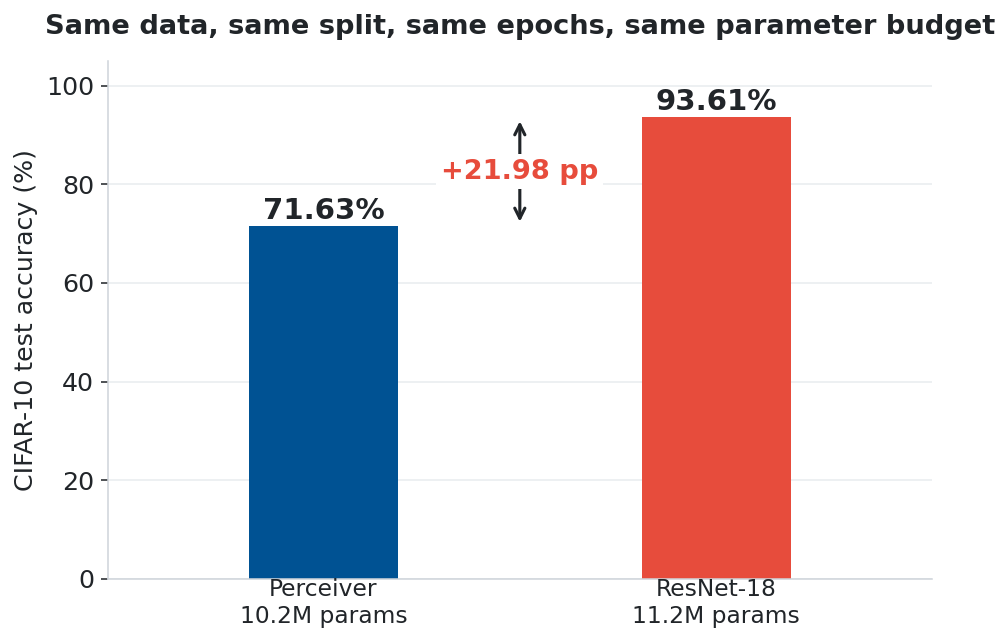 Same data, same split, same epochs, same parameter budget
CIFAR-10 test accuracy (%)
100
80
60
40
20
0
71.63%
+21.98 pp
93.61%
Perceiver
10.2M params
ResNet-18
11.2M params